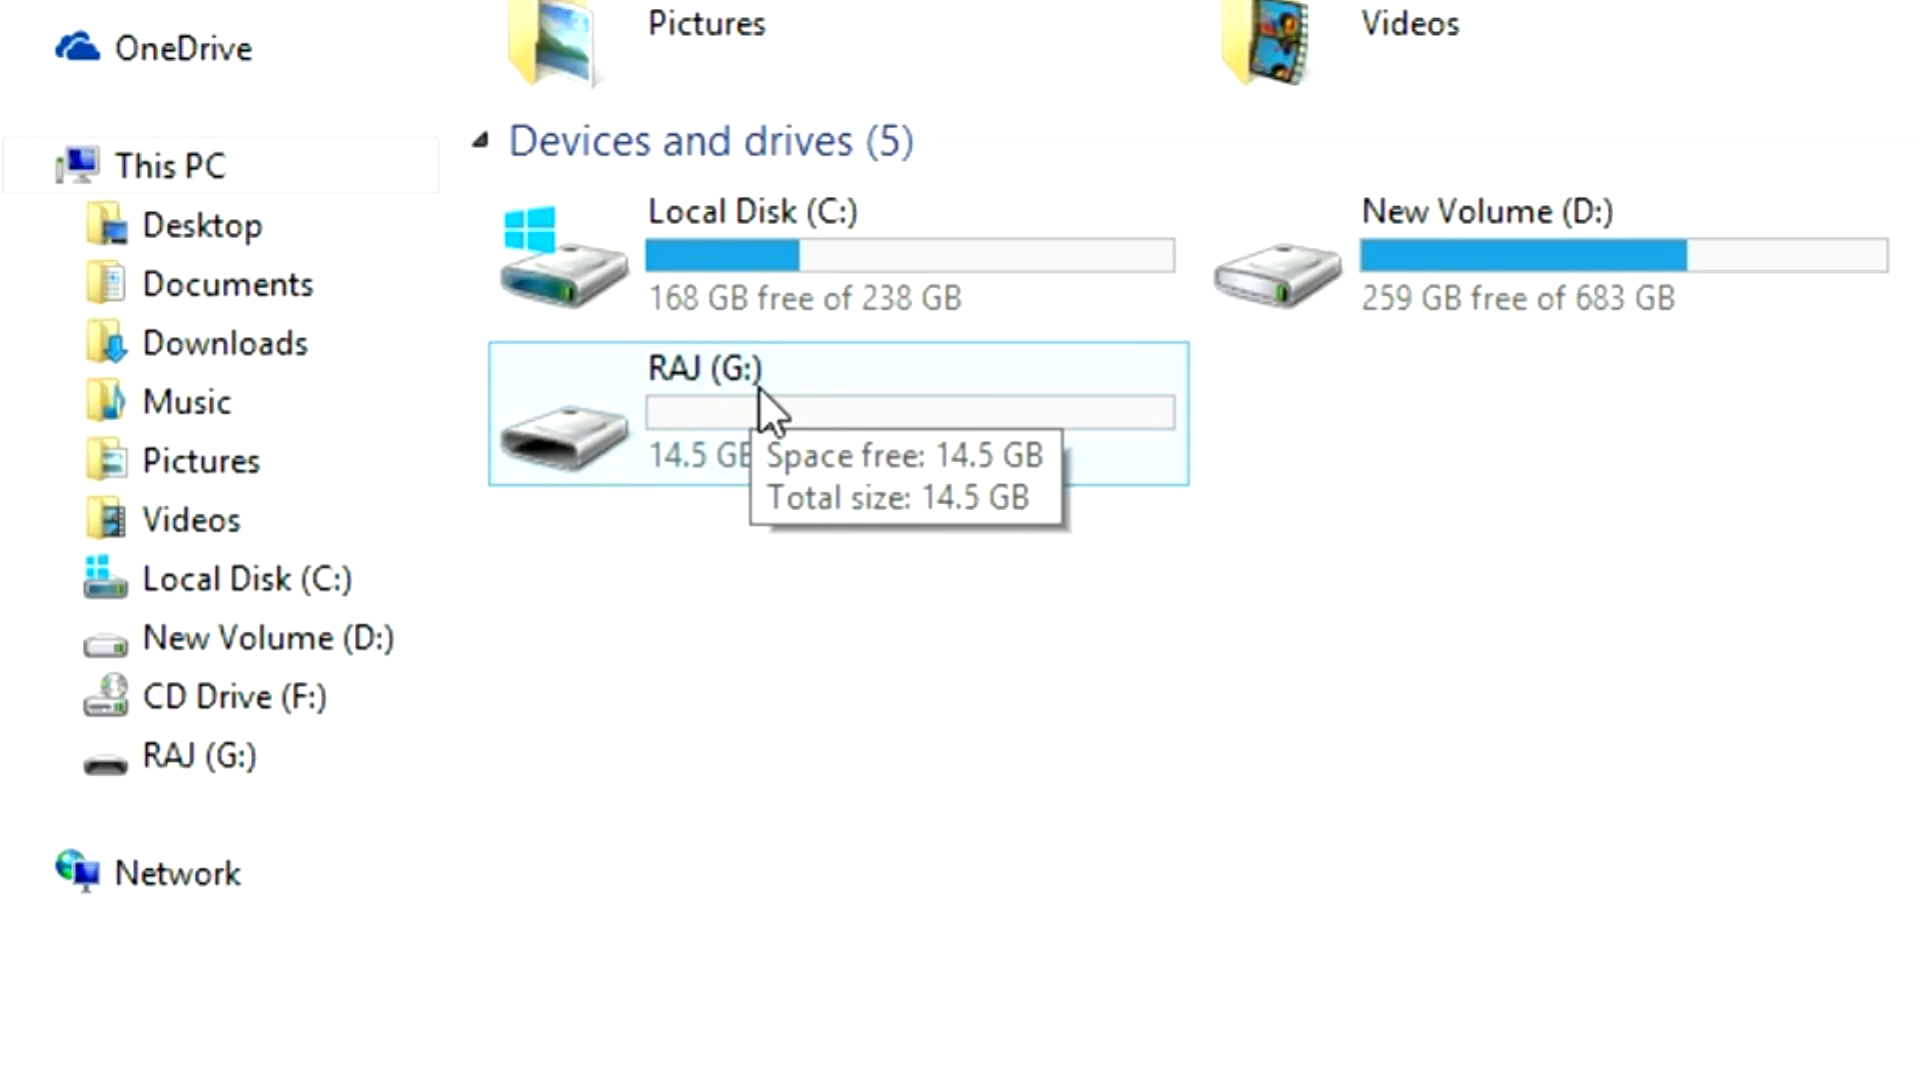 OneDrive
This PC
Desktop
Documents
Downloads
Music
Pictures
Videos
Local Disk (C:)
New Volume (D:)
CD Drive (F:)
RAJ (G:)
Network
Pictures
Videos
Devices and drives (5)
Local Disk (C:)
168 GB free of 238 GB
New Volume (D:)
259 GB free of 683 GB
RAJ (G:)
14.5 GB
Space free: 14.5 GB
Total size: 14.5 GB